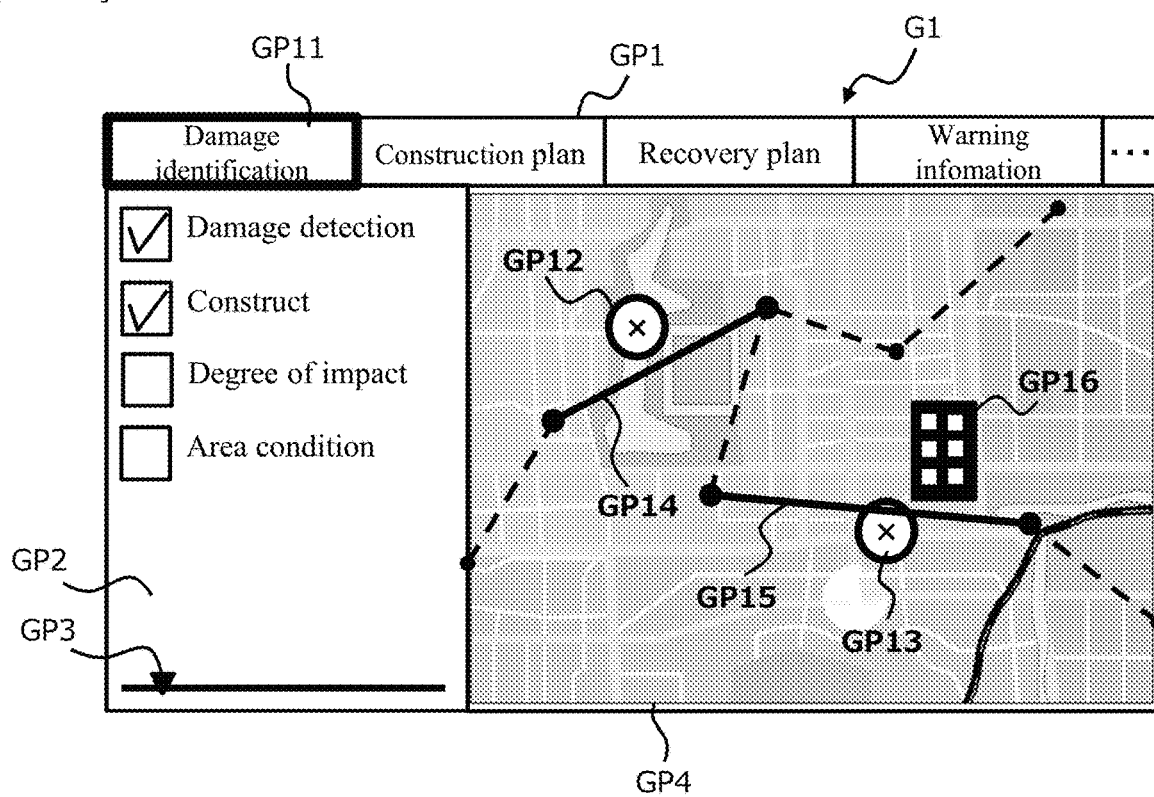 G1
GP11
GP1
Damage
identification
Construction plan
Recovery plan
Warning
infomation
...
Damage detection
Construct
Degree of impact
Area condition
GP12
GP16
GP14
GP15
GP13
GP2
GP3
GP4